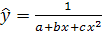 ŷ = 1 / (a+bx+cx²)